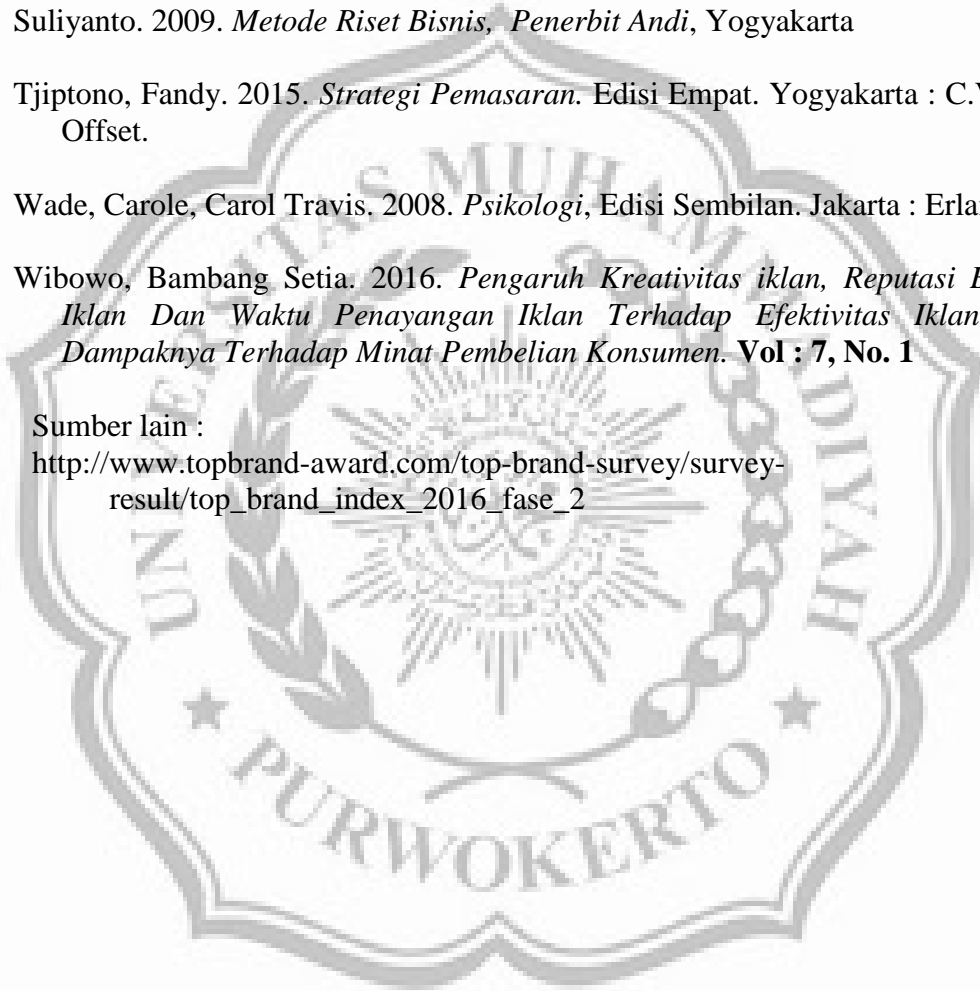 Suliyanto. 2009. Metode Riset Bisnis, Penerbit Andi, Yogyakarta
Tjiptono, Fandy. 2015. Strategi Pemasaran. Edisi Empat. Yogyakarta : 
Offset.
Wade, Carole, Carol Travis. 2008. Psikologi, Edisi Sembilan. Jakarta : 
Wibowo, Bambang Setia. 2016. Pengaruh Kreativitas iklan, Reputasi
Iklan Dan Waktu Penayangan Iklan Terhadap Efektivitas Iklan
Dampaknya Terhadap Minat Pembelian Konsumen. Vol : 7, No. 1
Sumber lain :
http://www.topbrand-award.com/top-brand-survey/survey-
result/top_brand_index_2016_fase_2
UNIVERSITAS MUHAMMADIYAH
PURWOKERTO